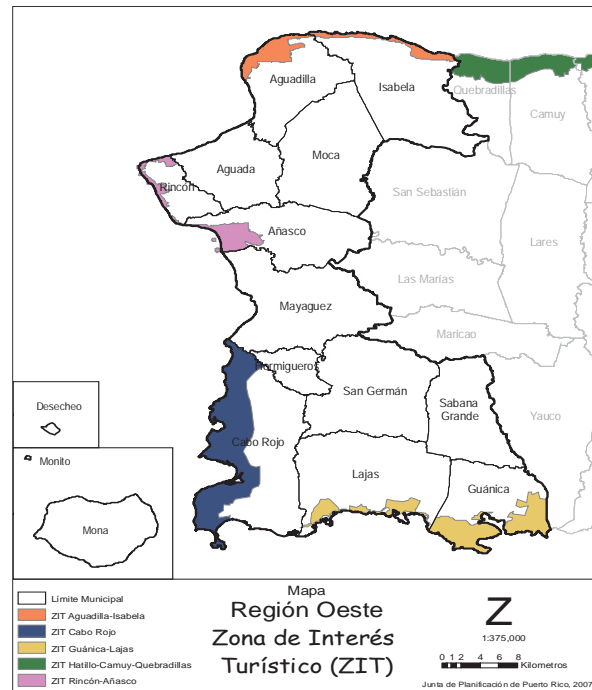 Aguadilla
Isabela
Quebradillas
Camuy
Moca
Aguada
Rincón
San Sebastián
Añasco
Lares
Las Marías
Mayaguez
Maricao
Hormigueros
San Germán
Sabana
Grande
Yauco
Desecheo
Cabo Rojo
Monito
Lajas
Guánica
Mona
Límite Municipal
ZIT Aguadilla-Isabela
ZIT Cabo Rojo
ZIT Guánica-Lajas
ZIT Hatillo-Camuy-Quebradillas
ZIT Rincón-Añasco
Mapa
Región Oeste
Zona de Interés
Turístico (ZIT)
Z
1:375,000
0 1 2 4 6 8
Kilometros
Junta de Planificación de Puerto Rico, 2007